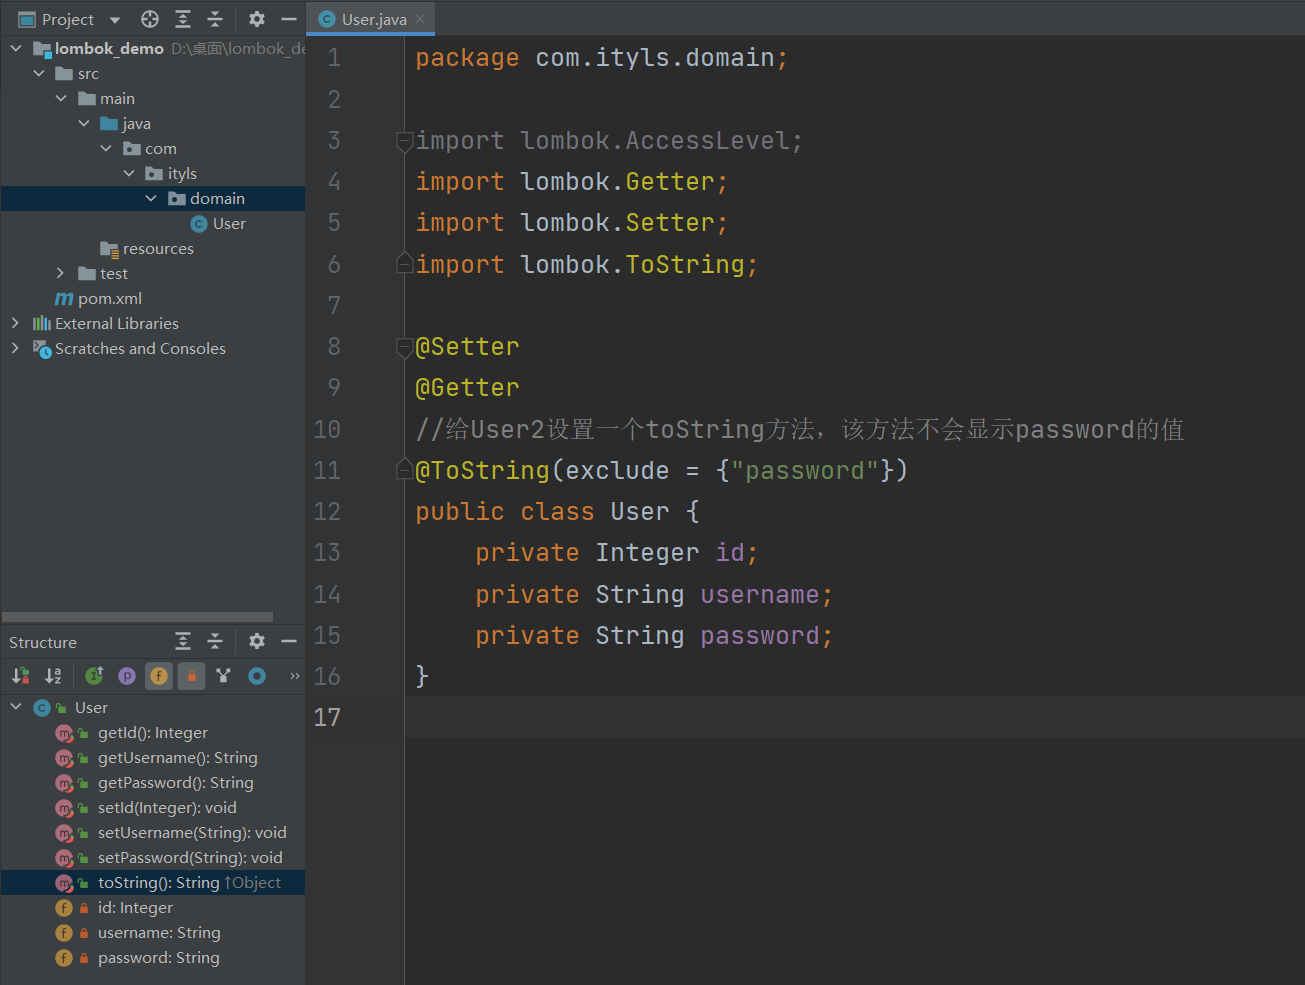 Project
lombok_demo D:\桌面\lombok_de
src
main
java
com
ityls
domain
User
resources
test
pom.xml
External Libraries
Scratches and Consoles
Structure
User
getId(): Integer
getUsername(): String
getPassword(): String
setId(Integer): void
setUsername(String): void
setPassword(String): void
toString(): String ↑Object
id: Integer
username: String
password: String
User.java
1 package com.ityls.domain;
2
3 import lombok.AccessLevel;
4 import lombok.Getter;
5 import lombok.Setter;
6 import lombok.ToString;
7
8 @Setter
9 @Getter
10 //给User2设置一个toString方法，该方法不会显示password的值
11 @ToString(exclude = {"password"})
12 public class User {
13 private Integer id;
14 private String username;
15 private String password;
16 }
17